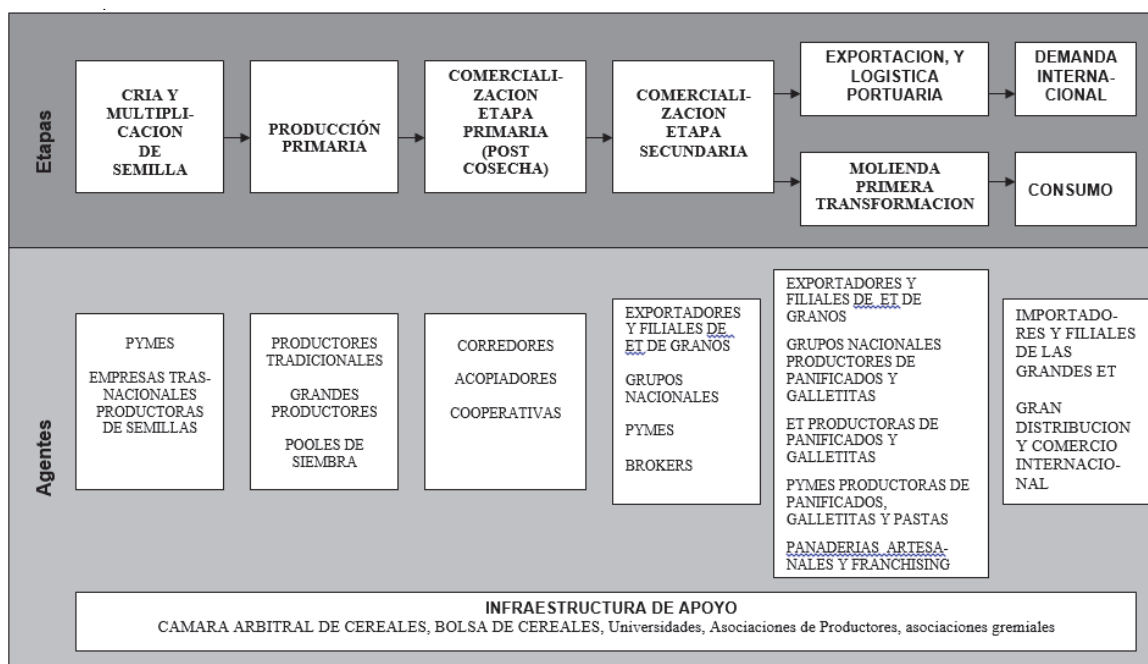 Etapas
CRIA Y
MULTIPLI-
CACION
DE
SEMILLA
PRODUCCIÓN
PRIMARIA
COMERCIALI-
ZACION
ETAPA
PRIMARIA
(POST
COSECHA)
COMERCIALI-
ZACION
ETAPA
SECUNDARIA
EXPORTACION, Y
LOGISTICA
PORTUARIA
DEMANDA
INTERNA-
CIONAL
MOLIENDA
PRIMERA
TRANSFORMACION
CONSUMO
Agentes
PYMES
EMPRESAS TRAS-
NACIONALES
PRODUCTORAS
DE SEMILLAS
PRODUCTORES
TRADICIONALES
GRANDES
PRODUCTORES
POOLES DE
SIEMBRA
CORREDORES
ACOPIADORES
COOPERATIVAS
EXPORTADORES
Y FILIALES DE
ET DE GRANOS
GRUPOS
NACIONALES
PYMES
BROKERS
EXPORTADORES Y
FILIALES DE ET DE
GRANOS
GRUPOS NACIONALES
PRODUCTORES DE
PANIFICADOS Y
GALLETITAS
ET PRODUCTORAS DE
PANIFICADOS Y
GALLETITAS
PYMES PRODUCTORAS DE
PANIFICADOS,
GALLETITAS Y PASTAS
PANADERIAS ARTESA-
NALES Y FRANCHISING
IMPORTADO-
RES Y FILIALES
DE LAS
GRANDES ET
GRAN
DISTRIBUCION
Y COMERCIO
INTERNACIO-
NAL
INFRAESTRUCTURA DE APOYO
CAMARA ARBITRAL DE CEREALES, BOLSA DE CEREALES, Universidades, Asociaciones de Productores, asociaciones gremiales